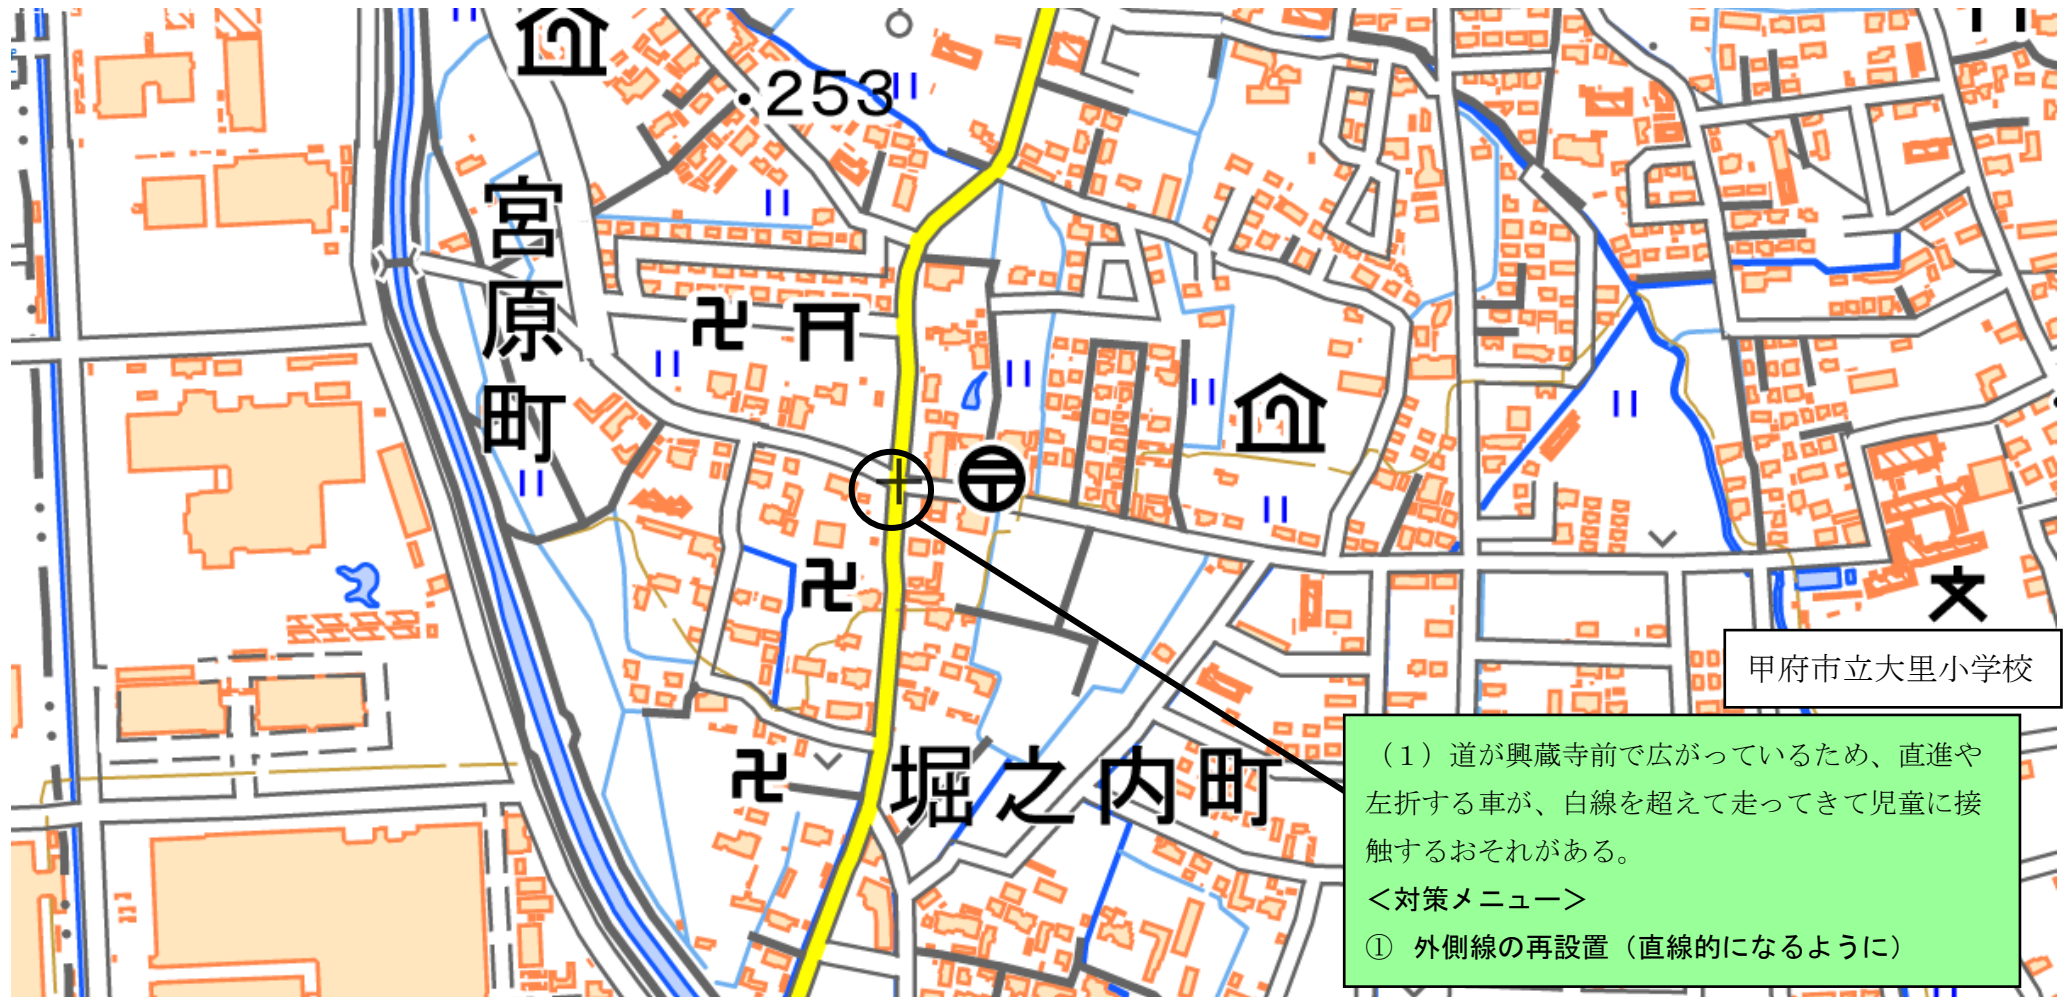 253
宮原町
甲府市立大里小学校
堀之内町
（１）道が興蔵寺前で広がっているため、直進や
左折する車が、白線を超えて走ってきて児童に接
触するおそれがある。
＜対策メニュー＞
① 外側線の再設置（直線的になるように）